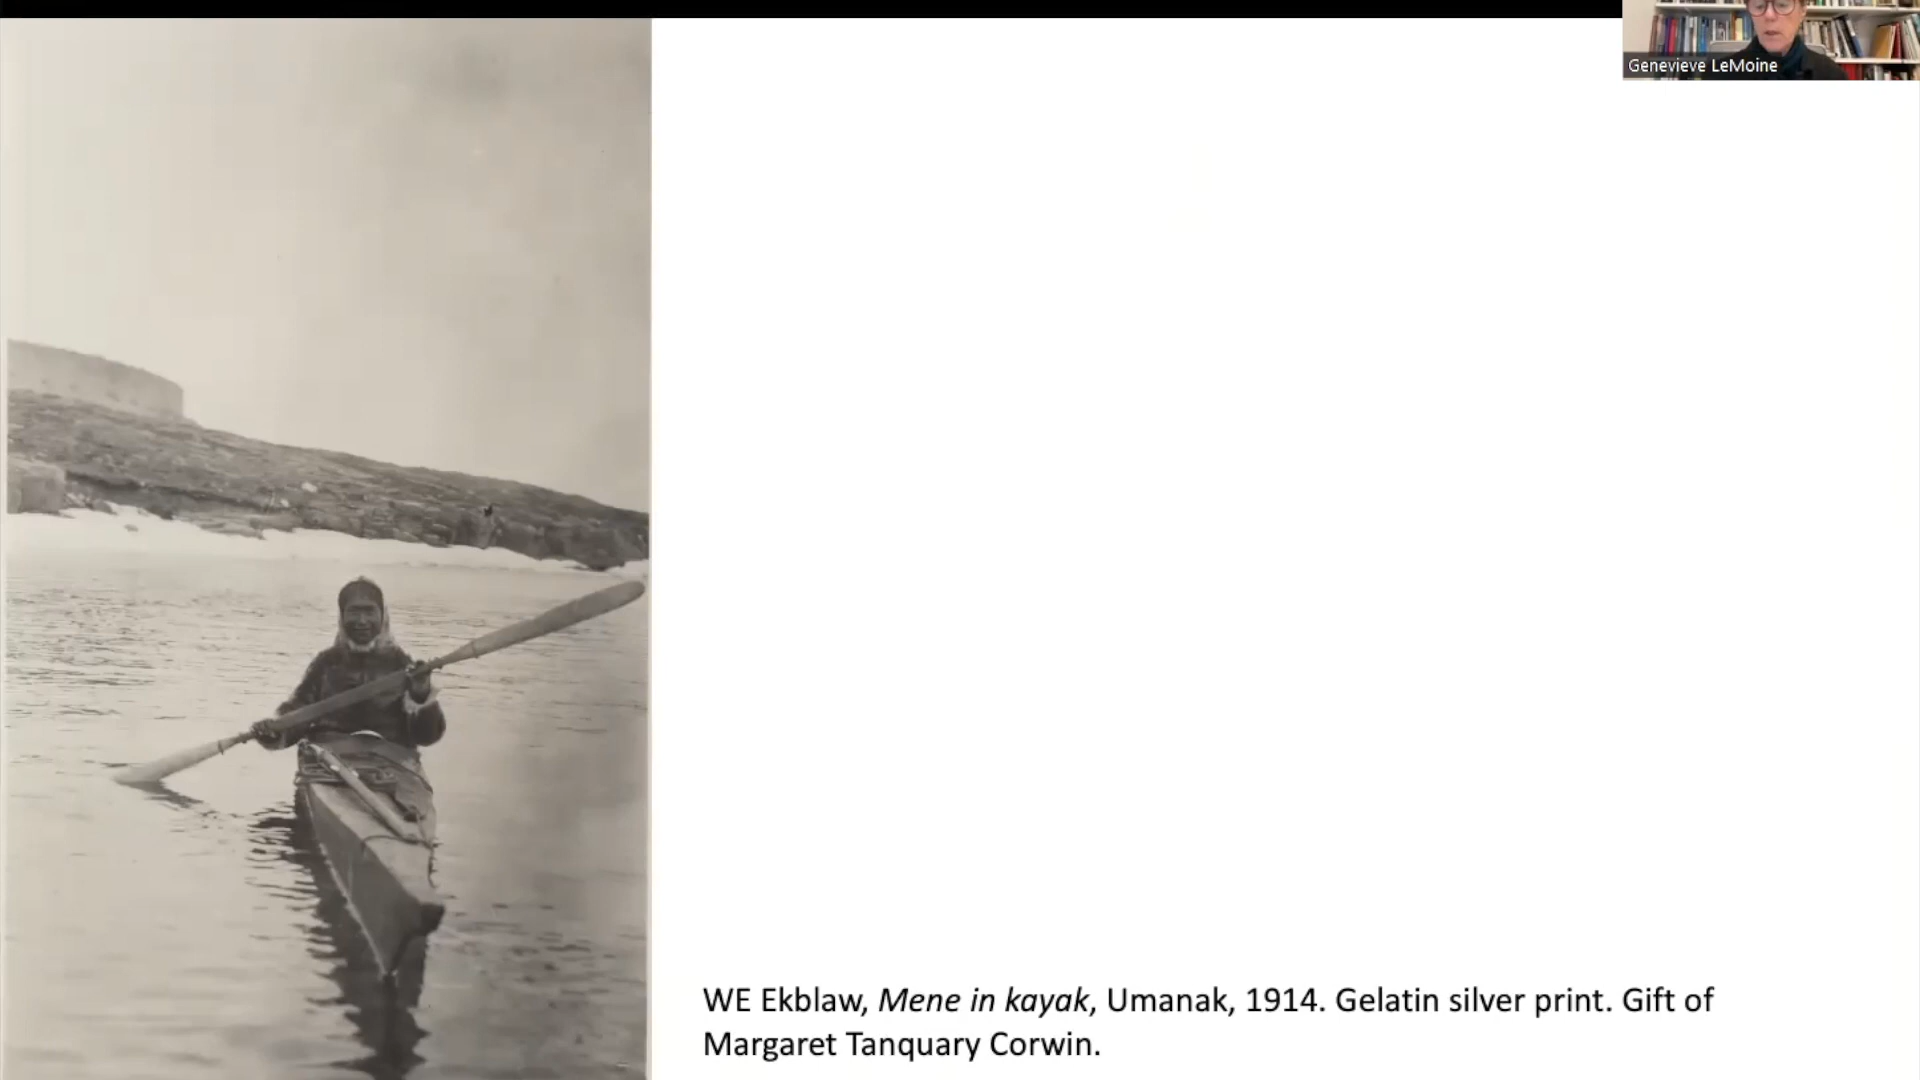 Genevieve LeMoine
WE Ekblaw, Mene in kayak, Umanak, 1914. Gelatin silver print. Gift of
Margaret Tanquary Corwin.